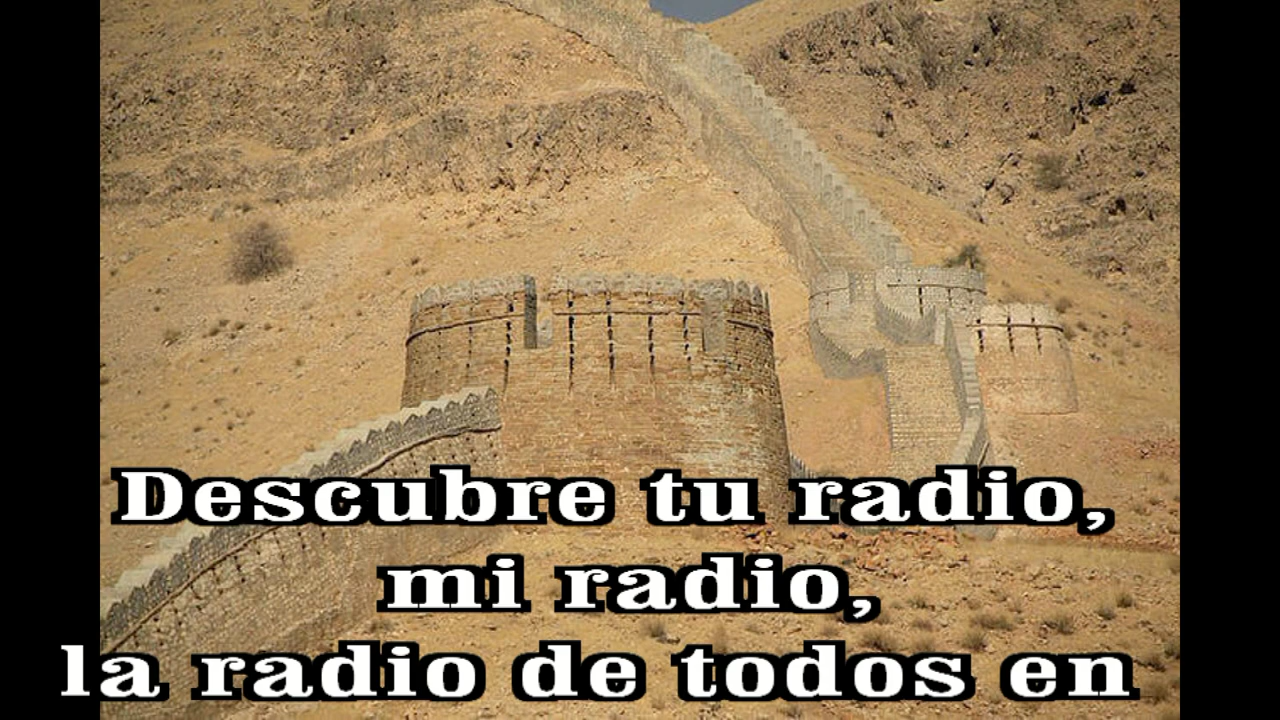 Descubre tu radio,
mi radio,
la radio de todos en